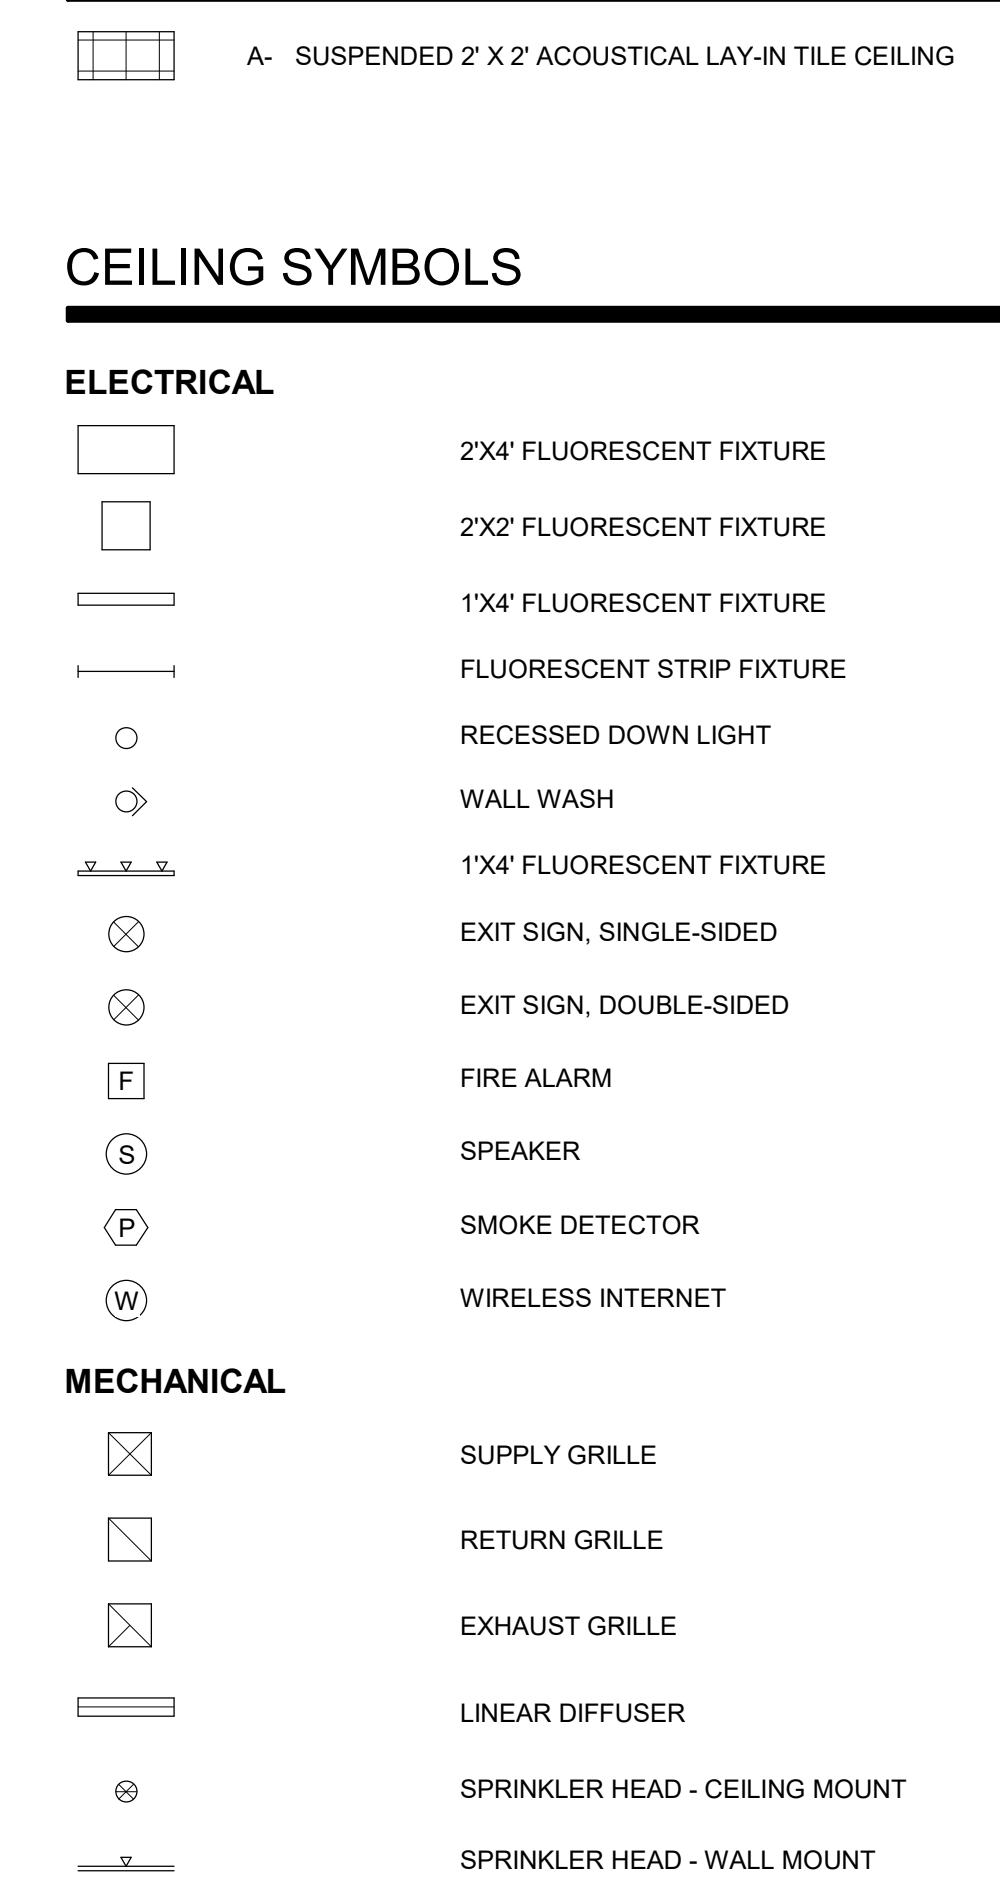 A- SUSPENDED 2' X 2' ACOUSTICAL LAY-IN TILE CEILING
CEILING SYMBOLS
ELECTRICAL
2'X4' FLUORESCENT FIXTURE
2'X2' FLUORESCENT FIXTURE
1'X4' FLUORESCENT FIXTURE
FLUORESCENT STRIP FIXTURE
RECESSED DOWN LIGHT
WALL WASH
1'X4' FLUORESCENT FIXTURE
EXIT SIGN, SINGLE-SIDED
EXIT SIGN, DOUBLE-SIDED
F FIRE ALARM
S SPEAKER
P SMOKE DETECTOR
W WIRELESS INTERNET
MECHANICAL
SUPPLY GRILLE
RETURN GRILLE
EXHAUST GRILLE
LINEAR DIFFUSER
SPRINKLER HEAD - CEILING MOUNT
SPRINKLER HEAD - WALL MOUNT